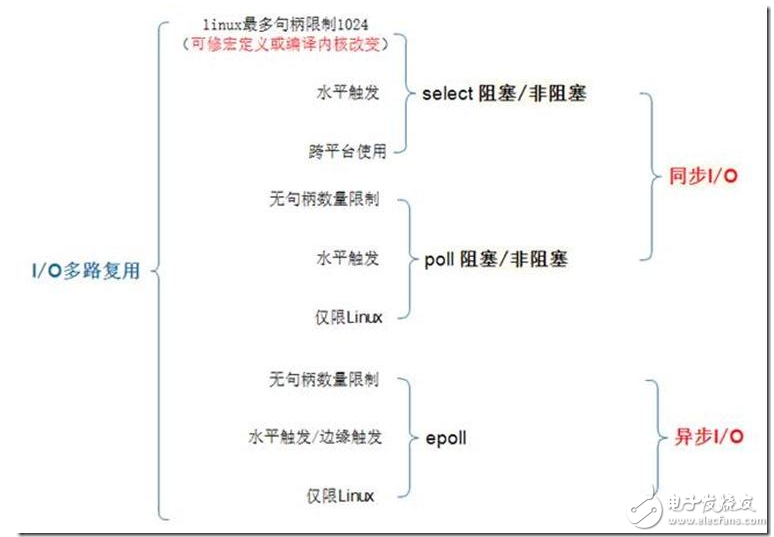 linux最多句柄限制1024
（可修宏定义或编译内核改变）
水平触发
select 阻塞/非阻塞
跨平台使用
同步I/O
无句柄数量限制
水平触发
poll 阻塞/非阻塞
I/O多路复用
仅限Linux
无句柄数量限制
水平触发/边缘触发
epoll
异步I/O
仅限Linux
电子发烧友
www.elecfans.com